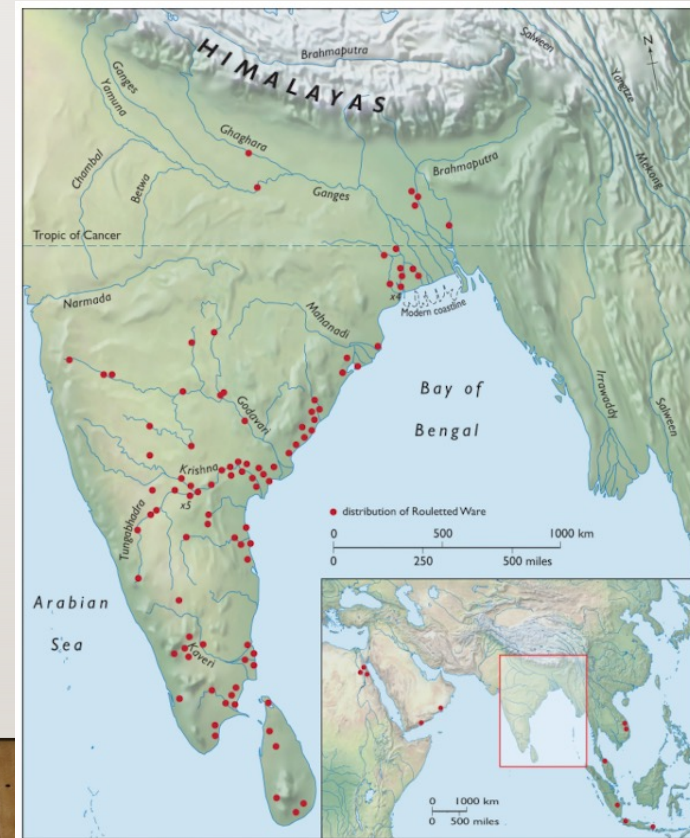 HIMALAYAS
Brahmaputra
Salween
N
Yangtze
Mekong
Ganges
Yamuna
Ghaghara
Chambal
Betwa
Ganges
Brahmaputra
Tropic of Cancer
Narmada
x4
Modern coastline
Mahanadi
Irrawaddy
Salween
Bay of
Bengal
Godavari
Krishna
x5
Tungabhadra
distribution of Rouletted Ware
0 500 1000 km
0 250 500 miles
Arabian
Sea
Kaveri
0 1000 km
0 500 miles